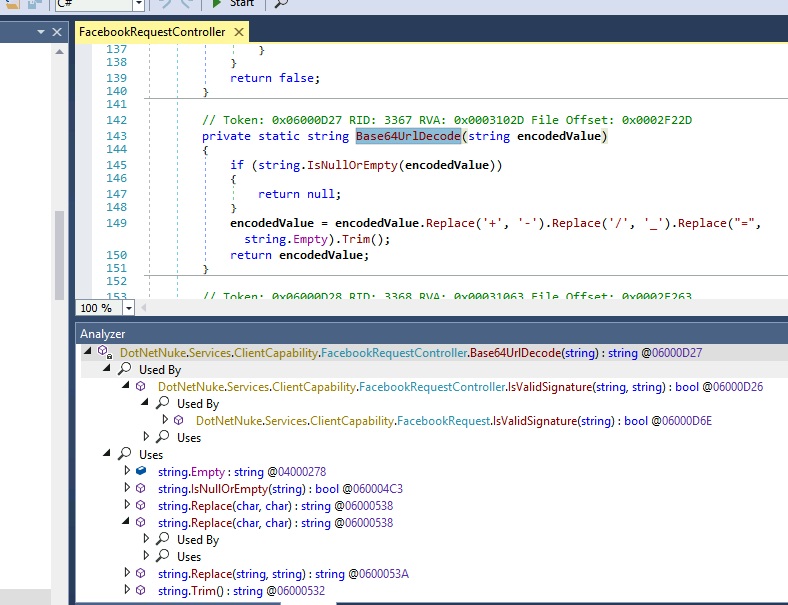 C#
Start
FacebookRequestController
137 }
138 }
139 return false;
140 }
141
142 // Token: 0x06000D27 RID: 3367 RVA: 0x0003102D File Offset: 0x0002F22D
143 private static string Base64UrlDecode(string encodedValue)
144 {
145 if (string.IsNullOrEmpty(encodedValue))
146 {
147 return null;
148 }
149 encodedValue = encodedValue.Replace('+', '-').Replace('/', '_').Replace("=",
string.Empty).Trim();
150 return encodedValue;
151 }
152
153 // Token: 0x06000D28 RID: 3368 RVA: 0x00031063 File Offset: 0x0002F263
100 %
Analyzer
DotNetNuke.Services.ClientCapability.FacebookRequestController.Base64UrlDecode(string) : string @06000D27
Used By
DotNetNuke.Services.ClientCapability.FacebookRequestController.IsValidSignature(string, string) : bool @06000D26
Used By
DotNetNuke.Services.ClientCapability.FacebookRequest.IsValidSignature(string) : bool @06000D6E
Uses
Uses
string.Empty : string @04000278
string.IsNullOrEmpty(string) : bool @060004C3
string.Replace(char, char) : string @06000538
string.Replace(char, char) : string @06000538
Used By
Uses
string.Replace(string, string) : string @0600053A
string.Trim() : string @06000532